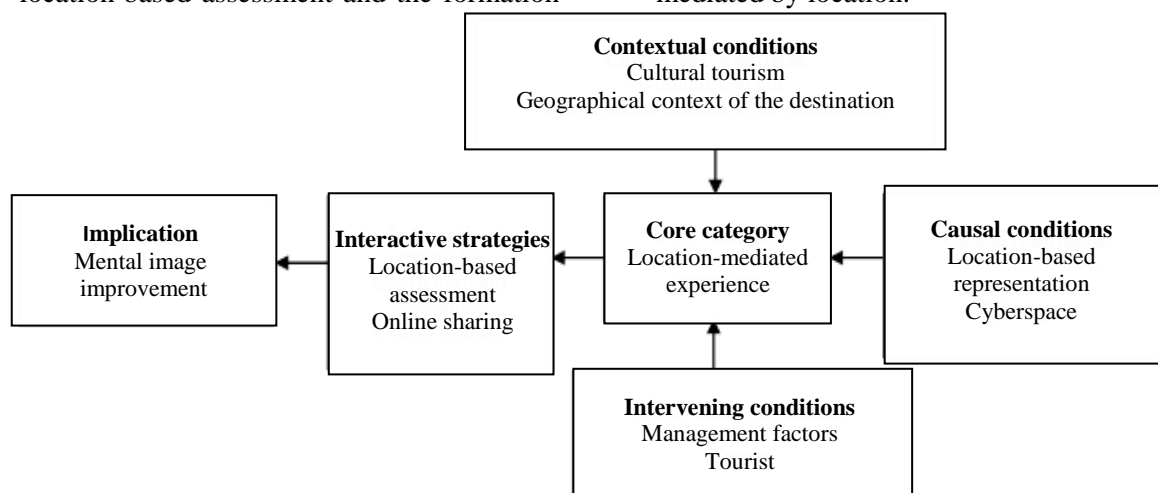 location-based assessment and the formation
mediated by location.
Contextual conditions
Cultural tourism
Geographical context of the destination
Implication
Mental image
improvement
Interactive strategies
Location-based
assessment
Online sharing
Core category
Location-mediated
experience
Causal conditions
Location-based
representation
Cyberspace
Intervening conditions
Management factors
Tourist